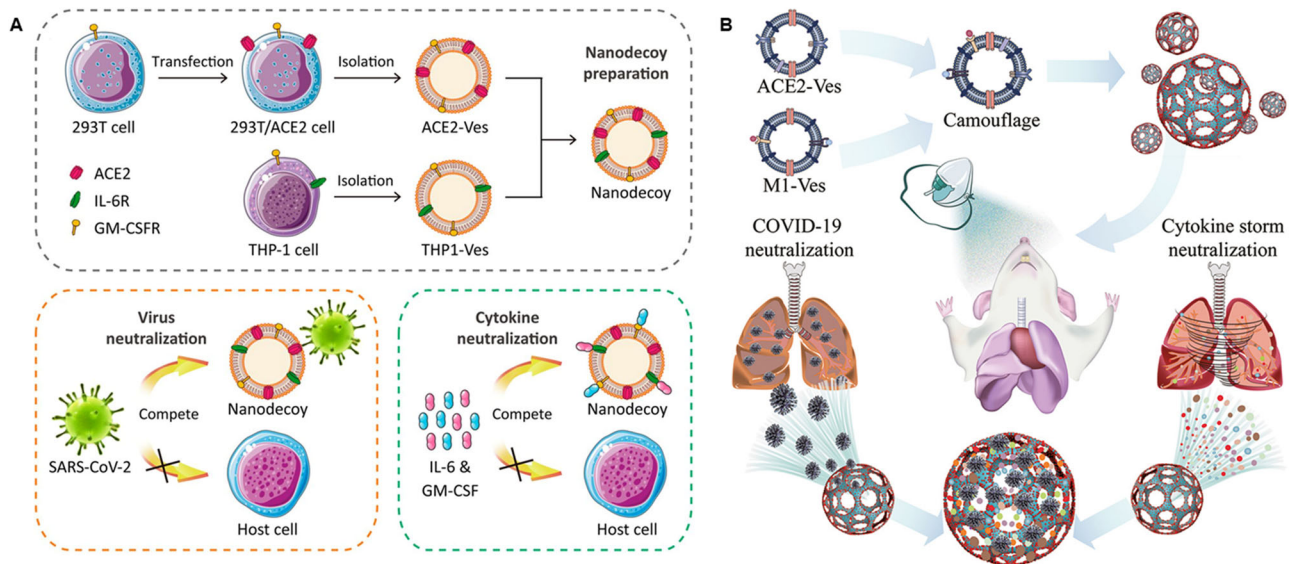 A
293T cell
Transfection
293T/ACE2 cell
Isolation
ACE2-Ves
Nanodecoy
preparation
Nanodecoy
ACE2
IL-6R
GM-CSFR
THP-1 cell
Isolation
THP1-Ves
Virus
neutralization
Compete
Nanodecoy
SARS-CoV-2
Host cell
Cytokine
neutralization
Compete
Nanodecoy
IL-6 &
GM-CSF
Host cell
B
ACE2-Ves
M1-Ves
Camouflage
COVID-19
neutralization
Cytokine storm
neutralization